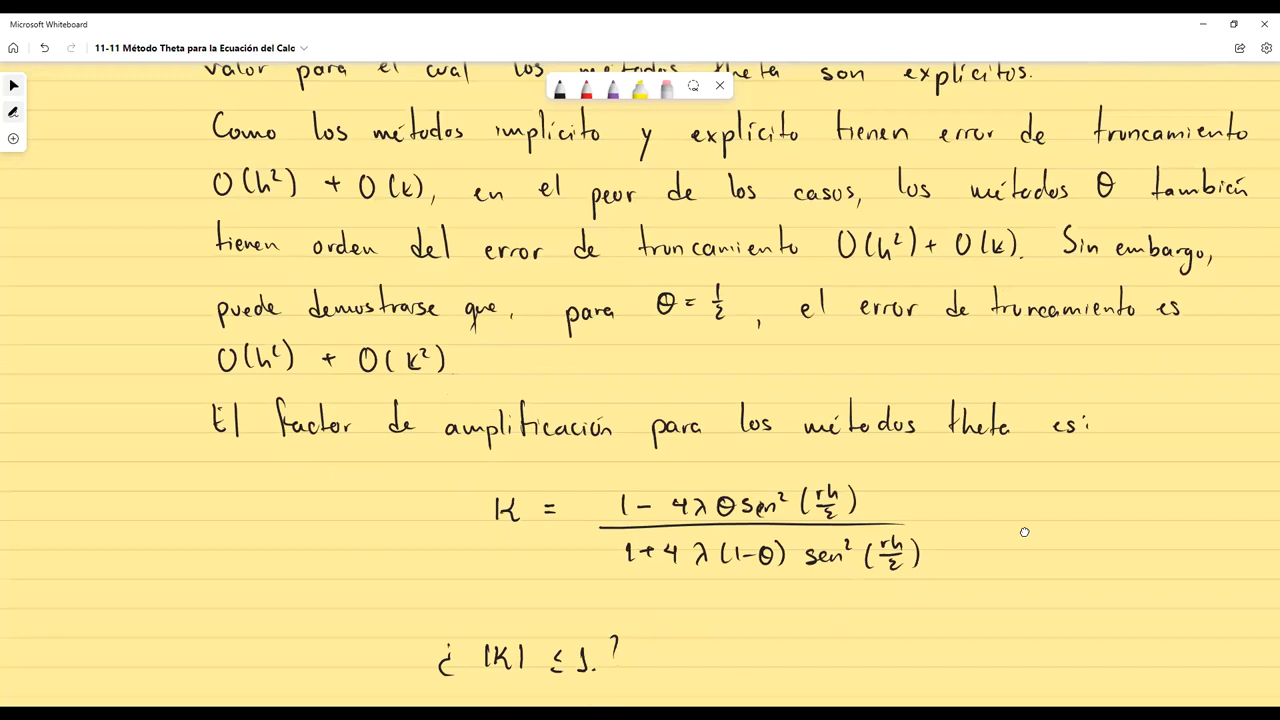 Microsoft Whiteboard
11-11 Método Theta para la Ecuación del Calc
valor para el cual los métodos theta son explícitos.
Como los métodos implícito y explícito tienen error de truncamiento
O(h²) + O(k), en el peor de los casos, los métodos θ también
tienen orden del error de truncamiento O(h²) + O(k). Sin embargo,
puede demostrarse que, para θ = 1/2, el error de truncamiento es
O(h²) + O(k²)
El factor de amplificación para los métodos theta es:
K = (1 - 4λθ sen²(rh/2)) / (1 + 4λ(1-θ) sen²(rh/2))
¿ |K| ≤ 1. ?